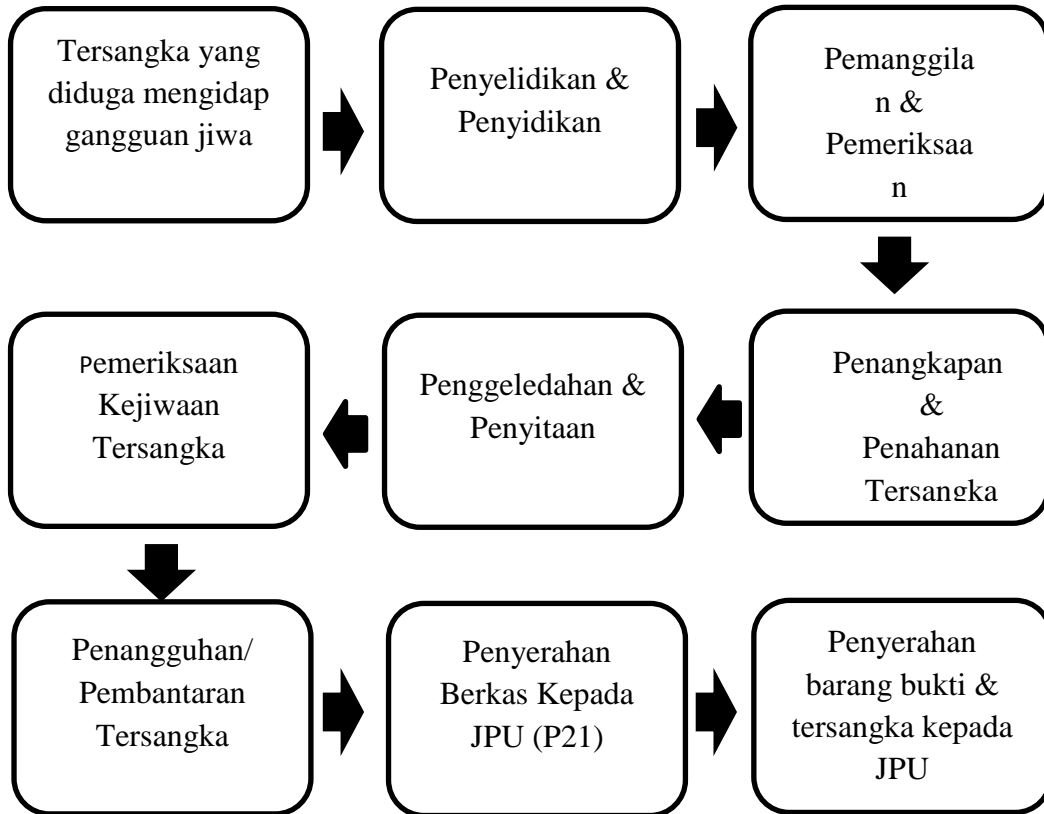 Tersangka yang
diduga mengidap
gangguan jiwa
Penyelidikan &
Penyidikan
Pemanggila
n &
Pemeriksaa
n
Penangkapan
&
Penahanan
Tersangka
Penggeledahan &
Penyitaan
Pemeriksaan
Kejiwaan
Tersangka
Penangguhan/
Pembantaran
Tersangka
Penyerahan
Berkas Kepada
JPU (P21)
Penyerahan
barang bukti &
tersangka kepada
JPU